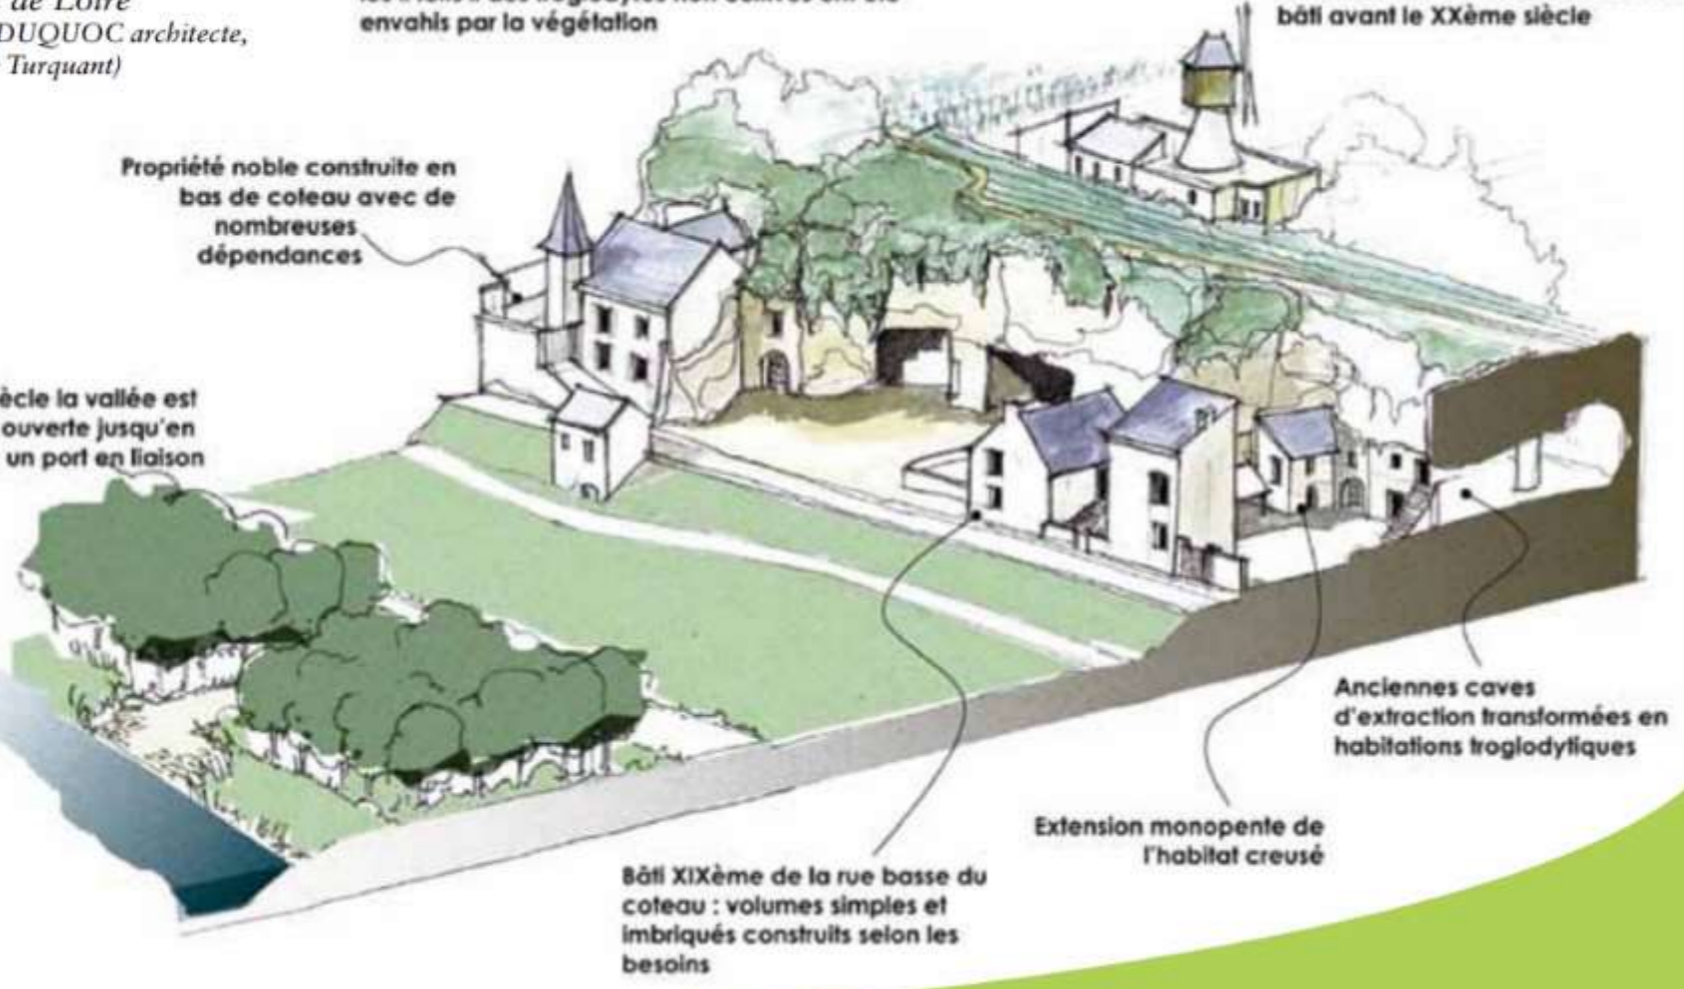 de Loire
DUQUOC architecte,
Turquant)
envahis par la végétation
bâti avant le XXème siècle
Propriété noble construite en
bas de coteau avec de
nombreuses
dépendances
la vallée est
ouverte jusqu'en
un port en liaison
Anciennes caves
d'extraction transformées en
habitations troglodytiques
Extension monopente de
l'habitat creusé
Bâti XIXème de la rue basse du
coteau : volumes simples et
imbriqués construits selon les
besoins